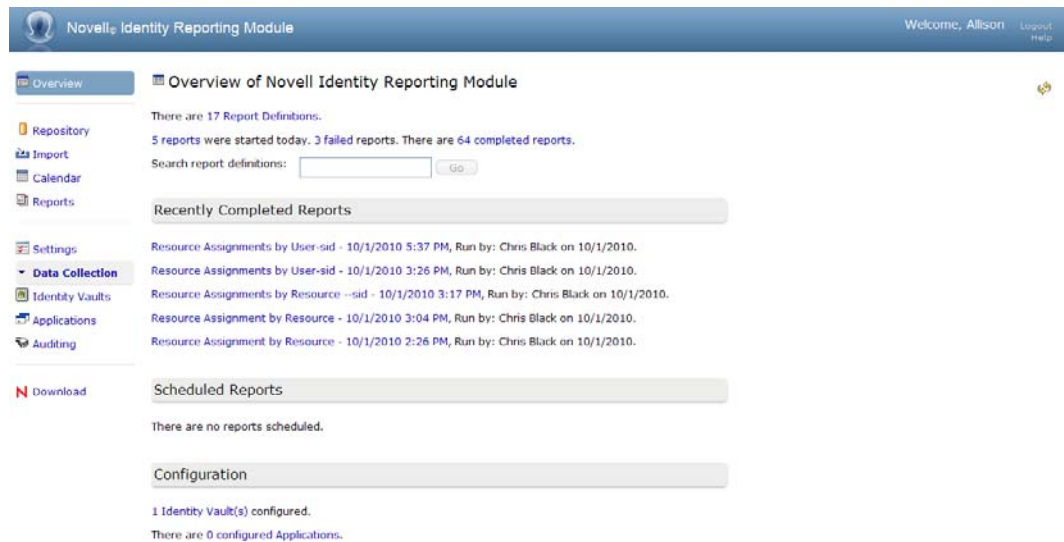 Novell® Identity Reporting Module
Welcome, Allison
Logout
Help
Overview
Repository
Import
Calendar
Reports
Settings
Data Collection
Identity Vaults
Applications
Auditing
Download
Overview of Novell Identity Reporting Module
There are 17 Report Definitions.
5 reports were started today. 3 failed reports. There are 64 completed reports.
Search report definitions:
Go
Recently Completed Reports
Resource Assignments by User-sid - 10/1/2010 5:37 PM, Run by: Chris Black on 10/1/2010.
Resource Assignments by User-sid - 10/1/2010 3:26 PM, Run by: Chris Black on 10/1/2010.
Resource Assignments by Resource --sid - 10/1/2010 3:17 PM, Run by: Chris Black on 10/1/2010.
Resource Assignment by Resource - 10/1/2010 3:04 PM, Run by: Chris Black on 10/1/2010.
Resource Assignment by Resource - 10/1/2010 2:26 PM, Run by: Chris Black on 10/1/2010.
Scheduled Reports
There are no reports scheduled.
Configuration
1 Identity Vault(s) configured.
There are 0 configured Applications.